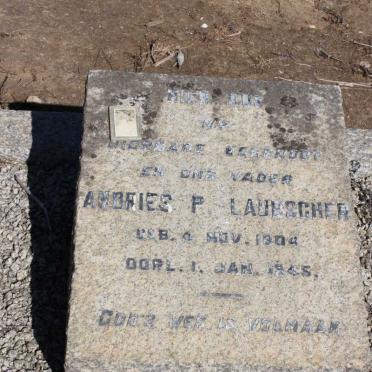 HIER RUS
MY
DIERBARE EGGENOOT
EN ONS VADER
ANDRIES P. LAUBSCHER
GEB. 4 NOV. 1904
OORL. 1. JAN. 1945.
GOD'S WEG IS VOLMAAK